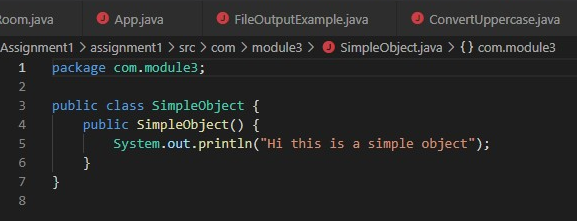 Room.java App.java FileOutputExample.java ConvertUppercase.java
Assignment1 > assignment1 > src > com > module3 > SimpleObject.java > {} com.module3
1 package com.module3;
2
3 public class SimpleObject {
4 public SimpleObject() {
5 System.out.println("Hi this is a simple object");
6 }
7 }
8